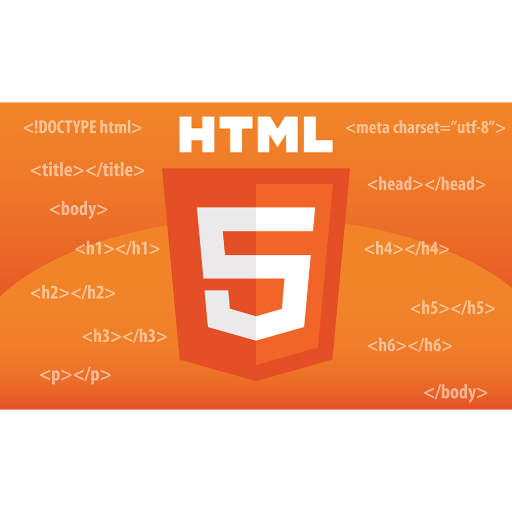 HTML
5
<!DOCTYPE html>
<meta charset="utf-8">
<title></title>
<head></head>
<body>
<h1></h1>
<h4></h4>
<h2></h2>
<h5></h5>
<h3></h3>
<h6></h6>
<p></p>
</body>